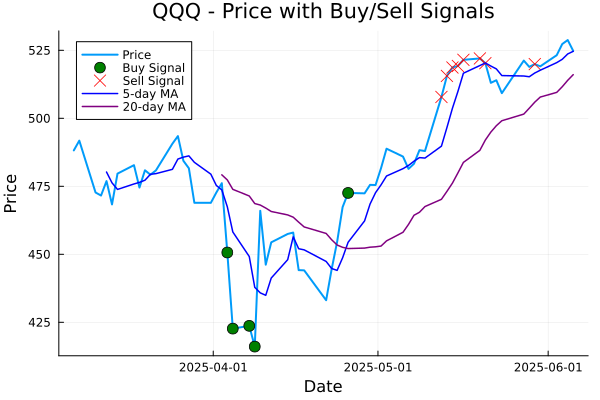 QQQ - Price with Buy/Sell Signals
Price
Buy Signal
Sell Signal
5-day MA
20-day MA
525
500
475
450
425
Price
2025-04-01
2025-05-01
2025-06-01
Date